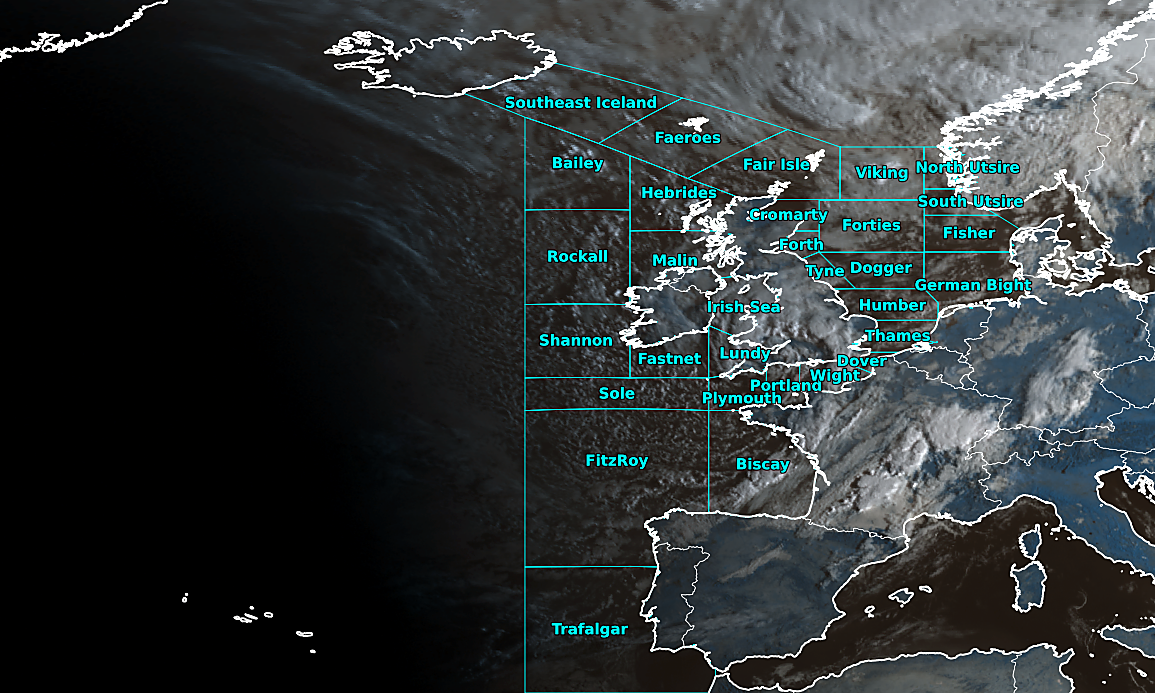 Southeast Iceland
Faeroes
Bailey
Fair Isle
Viking
North Utsire
Hebrides
South Utsire
Cromarty
Forties
Fisher
Forth
Rockall
Malin
Tyne
Dogger
German Bight
Irish Sea
Humber
Shannon
Thames
Fastnet
Lundy
Dover
Wight
Portland
Sole
Plymouth
FitzRoy
Biscay
Trafalgar